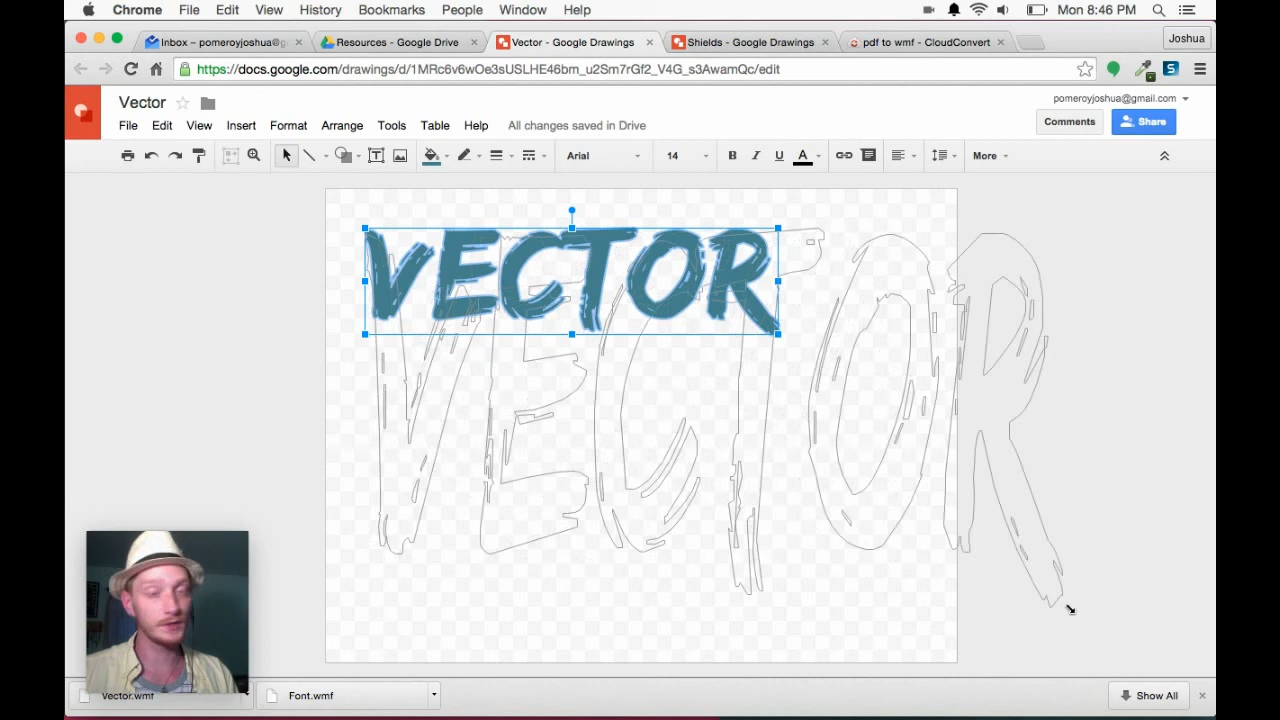 Chrome File Edit View History Bookmarks People Window Help Mon 8:46 PM
Inbox – pomeroyjoshua@g Resources - Google Drive Vector - Google Drawings Shields - Google Drawings pdf to wmf - CloudConvert Joshua
https://docs.google.com/drawings/d/1MRc6v6wOe3sUSLHE46bm_u2Sm7rGf2_V4G_s3AwamQc/edit
Vector pomeroyjoshua@gmail.com
File Edit View Insert Format Arrange Tools Table Help All changes saved in Drive Comments Share
Arial 14 B I U A More
VECTOR
VECTOR
Vector.wmf Font.wmf Show All